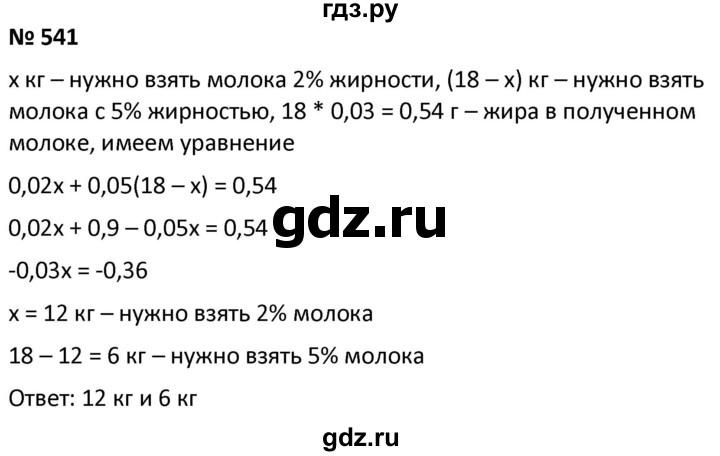 гдз.ру
№ 541
х кг – нужно взять молока 2% жирности, (18 – х) кг – нужно взять
молока с 5% жирностью, 18 * 0,03 = 0,54 г – жира в полученном
молоке, имеем уравнение
0,02х + 0,05(18 – х) = 0,54
0,02х + 0,9 – 0,05х = 0,54
gdz.ru
-0,03х = -0,36
х = 12 кг – нужно взять 2% молока
18 – 12 = 6 кг – нужно взять 5% молока
Ответ: 12 кг и 6 кг
gdz.ru